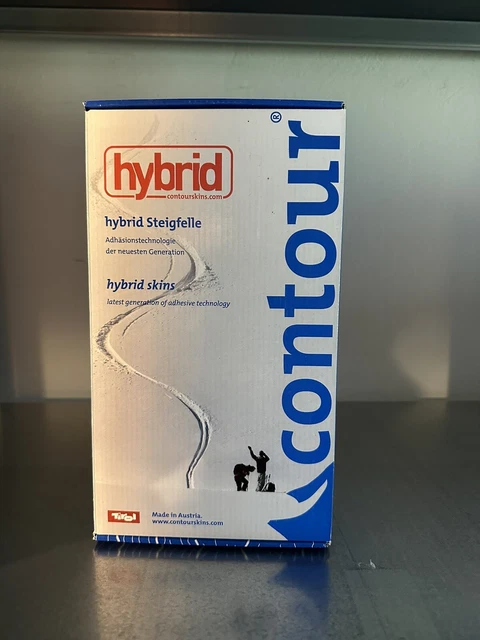 hybrid
contourskins.com
hybrid Steigfelle
Adhäsionstechnologie
der neuesten Generation
hybrid skins
latest generation of adhesive technology
contour®
Tirol
Made in Austria.
www.contourskins.com